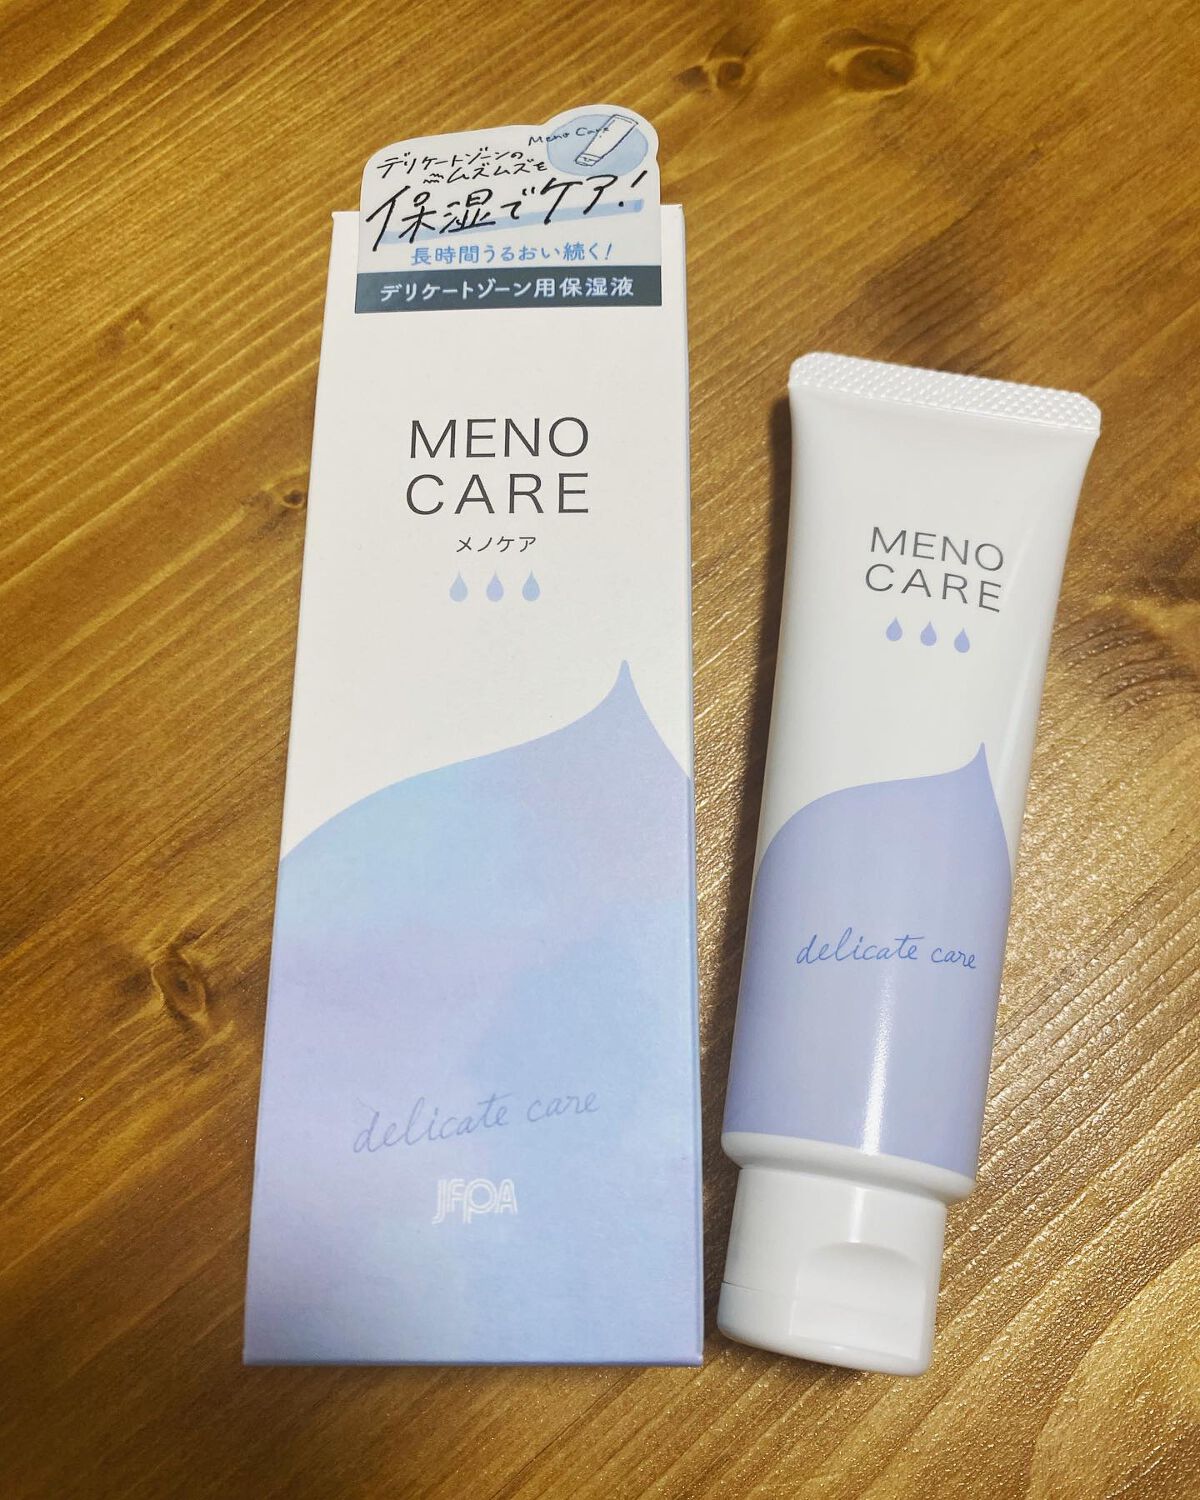 Meno Care
デリケートゾーンの
ムズムズも
保湿でケア!
長時間うるおい続く!
デリケートゾーン用保湿液
MENO
CARE
メノケア
delicate care
JFPA
MENO
CARE
delicate care